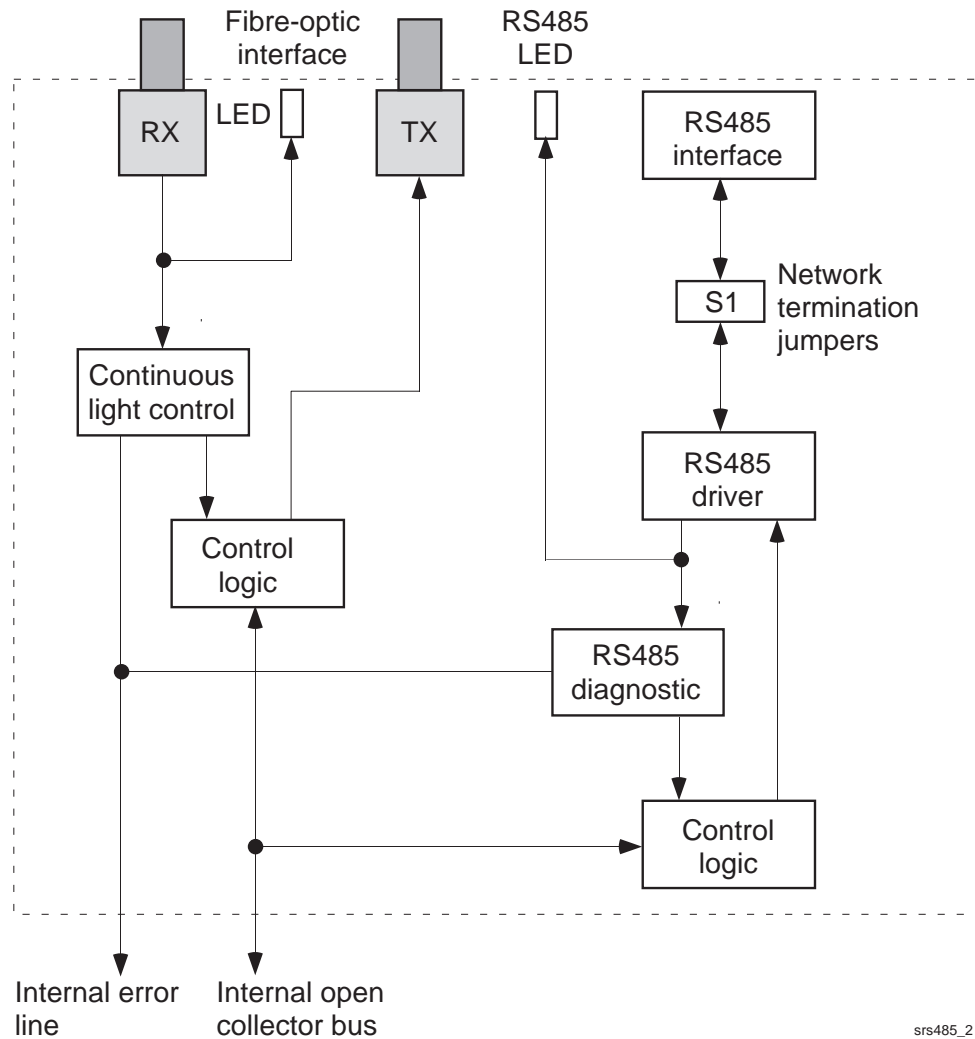 Fibre-optic
interface
RS485
LED
RX
LED
TX
RS485
interface
S1
Network
termination
jumpers
Continuous
light control
RS485
driver
Control
logic
RS485
diagnostic
Control
logic
Internal error
line
Internal open
collector bus
srs485_2